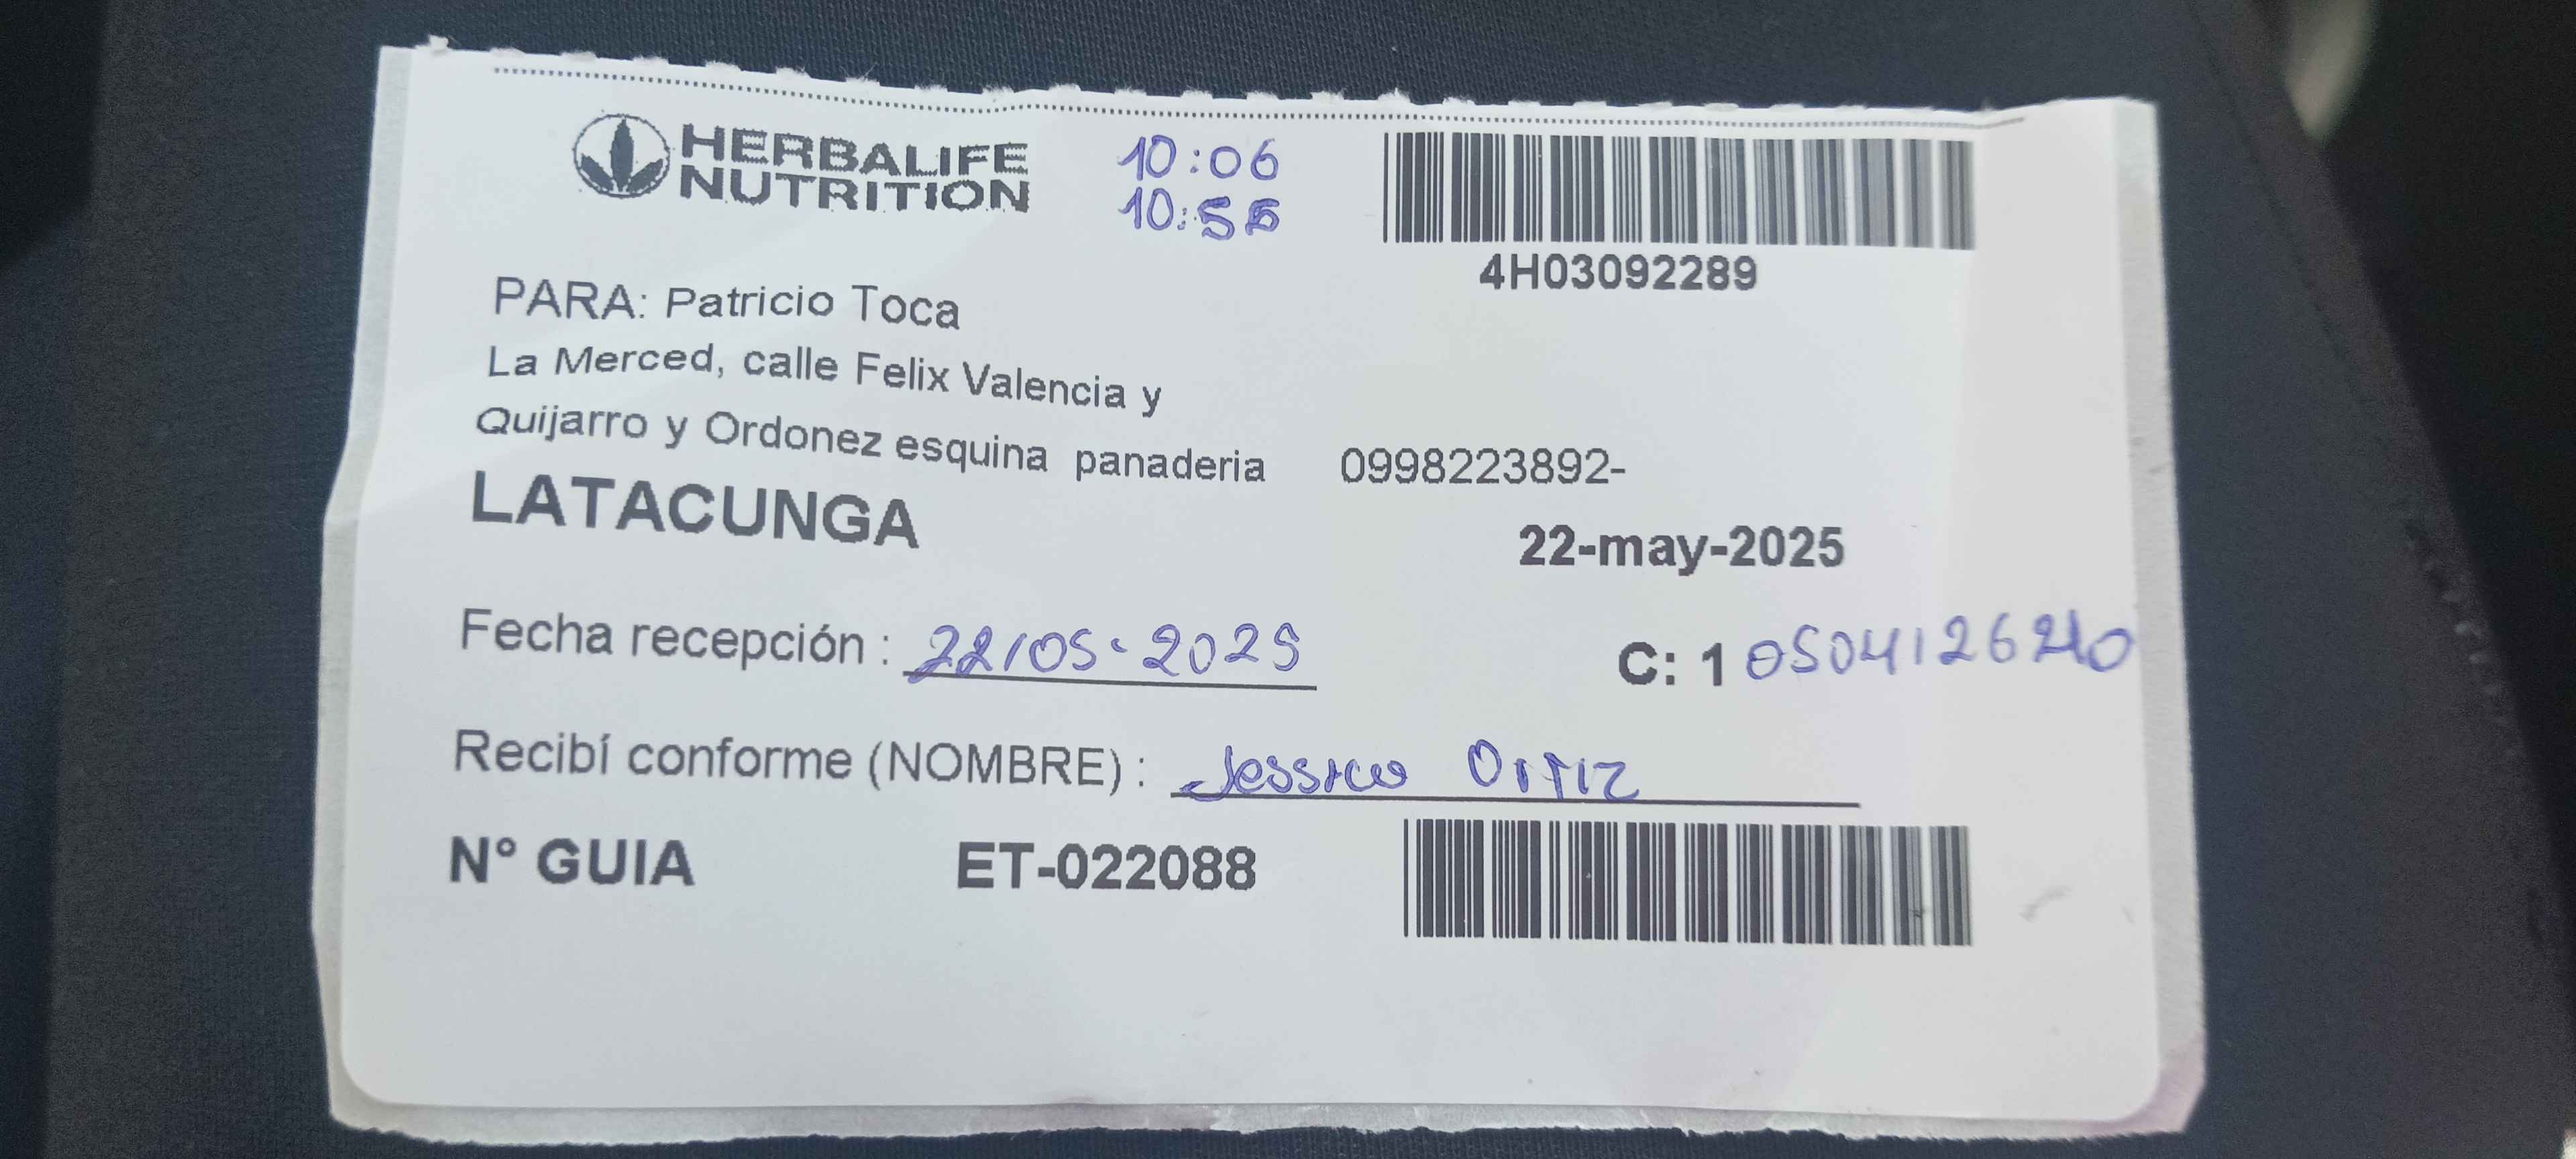 HERBALIFE
NUTRITION
10:06
10:55
4H03092289
PARA: Patricio Toca
La Merced, calle Felix Valencia y
Quijarro y Ordonez esquina panaderia 0998223892-
LATACUNGA
22-may-2025
Fecha recepción : 22/05-2025
C: 1
Recibí conforme (NOMBRE) : Jessica Ortiz
N° GUIA ET-022088